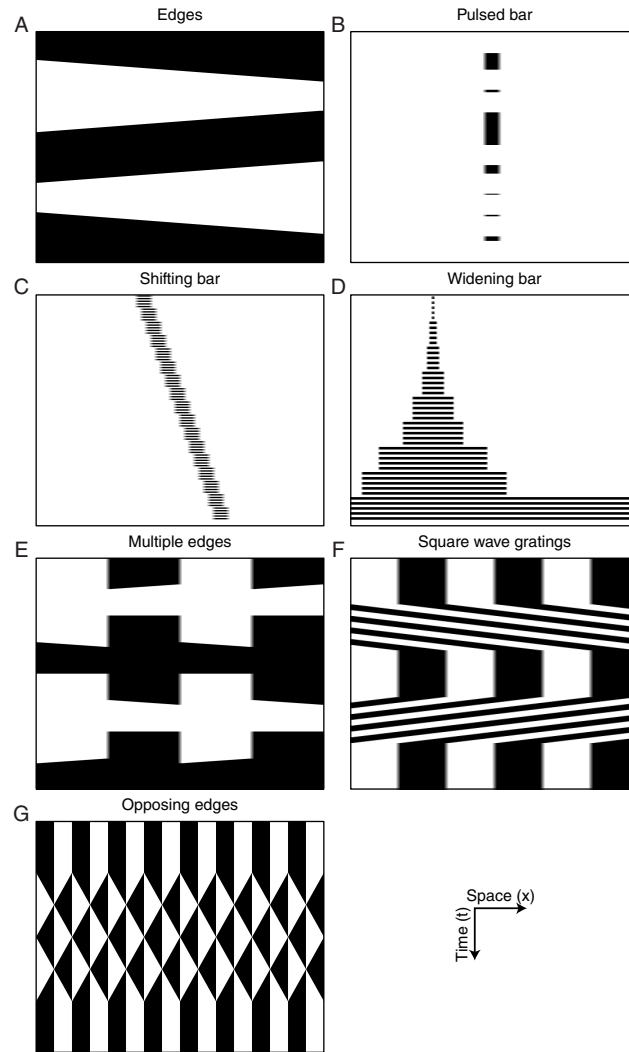 A Edges
B Pulsed bar
C Shifting bar
D Widening bar
E Multiple edges
F Square wave gratings
G Opposing edges
Space (x)
Time (t)